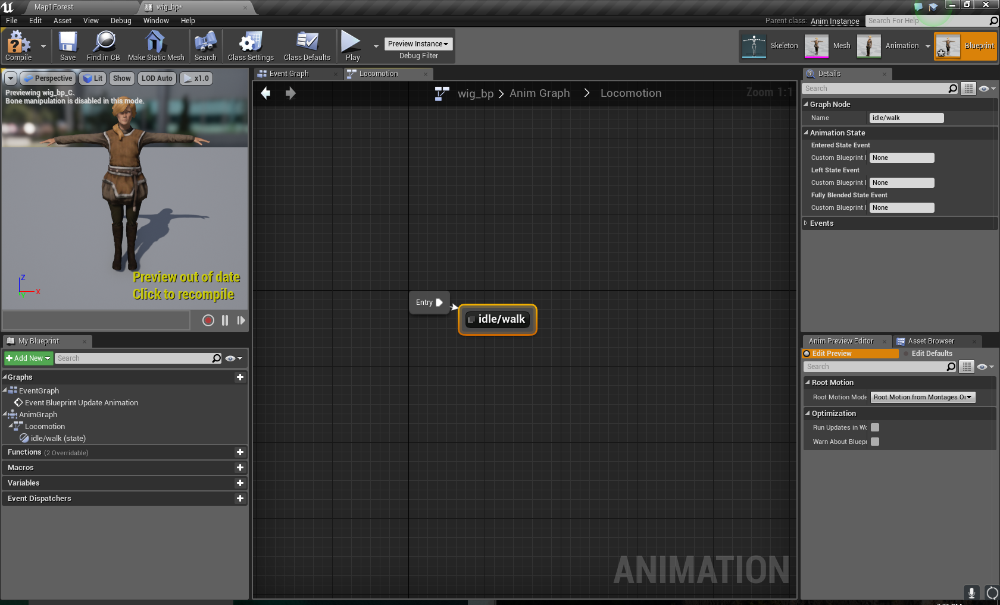 Map1Forest
wig_bp*
File Edit Asset View Debug Window Help
Parent class: Anim Instance
Search For Help
Compile
Save
Find in CB
Make Static Mesh
Search
Class Settings
Class Defaults
Play
Preview Instance
Debug Filter
Skeleton
Mesh
Animation
Blueprint
Perspective
Lit
Show
LOD Auto
x1.0
Previewing wig_bp_C.
Bone manipulation is disabled in this mode.
Z
X
Preview out of date
Click to recompile
My Blueprint
Add New
Search
Graphs
EventGraph
Event Blueprint Update Animation
AnimGraph
Locomotion
idle/walk (state)
Functions (2 Overridable)
Macros
Variables
Event Dispatchers
Event Graph
Locomotion
wig_bp > Anim Graph > Locomotion
Zoom 1:1
Entry
idle/walk
ANIMATION
Details
Search
Graph Node
Name idle/walk
Animation State
Entered State Event
Custom Blueprint None
Left State Event
Custom Blueprint None
Fully Blended State Event
Custom Blueprint None
Events
Anim Preview Editor
Asset Browser
Edit Preview
Edit Defaults
Search
Root Motion
Root Motion Mode Root Motion from Montages
Optimization
Run Updates in
Warn About